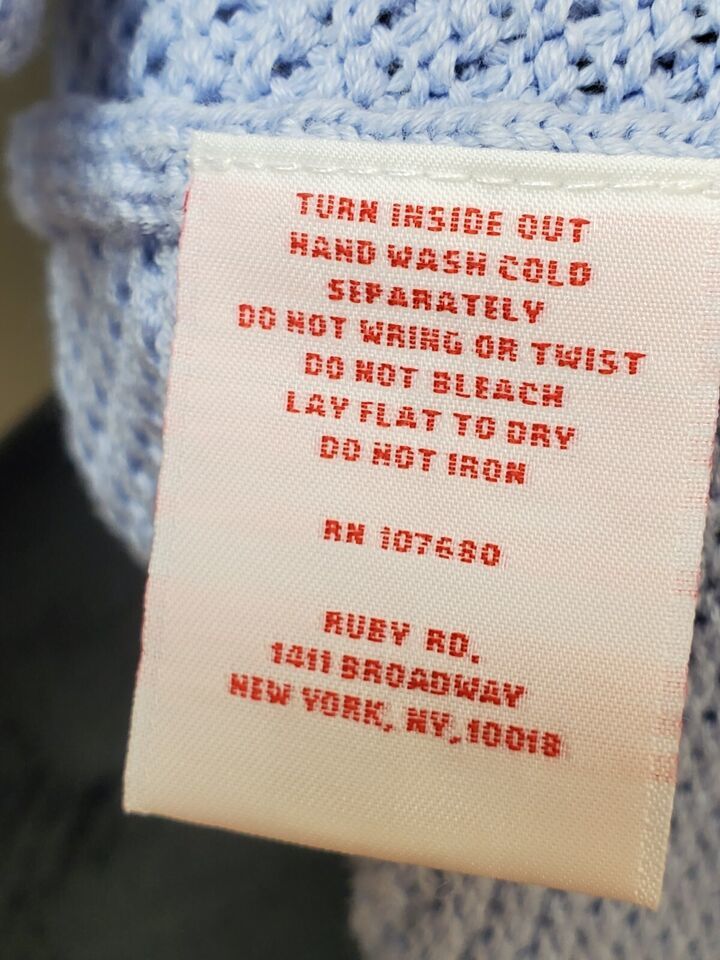 TURN INSIDE OUT
HAND WASH COLD
SEPARATELY
DO NOT WRING OR TWIST
DO NOT BLEACH
LAY FLAT TO DRY
DO NOT IRON
RN 107680
RUBY RD.
1411 BROADWAY
NEW YORK, NY,10018